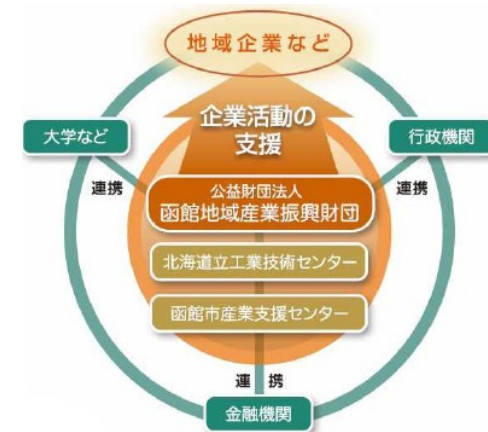 地域企業など
企業活動の
支援
大学など
行政機関
連携
連携
公益財団法人
函館地域産業振興財団
北海道立工業技術センター
函館市産業支援センター
連 携
金融機関